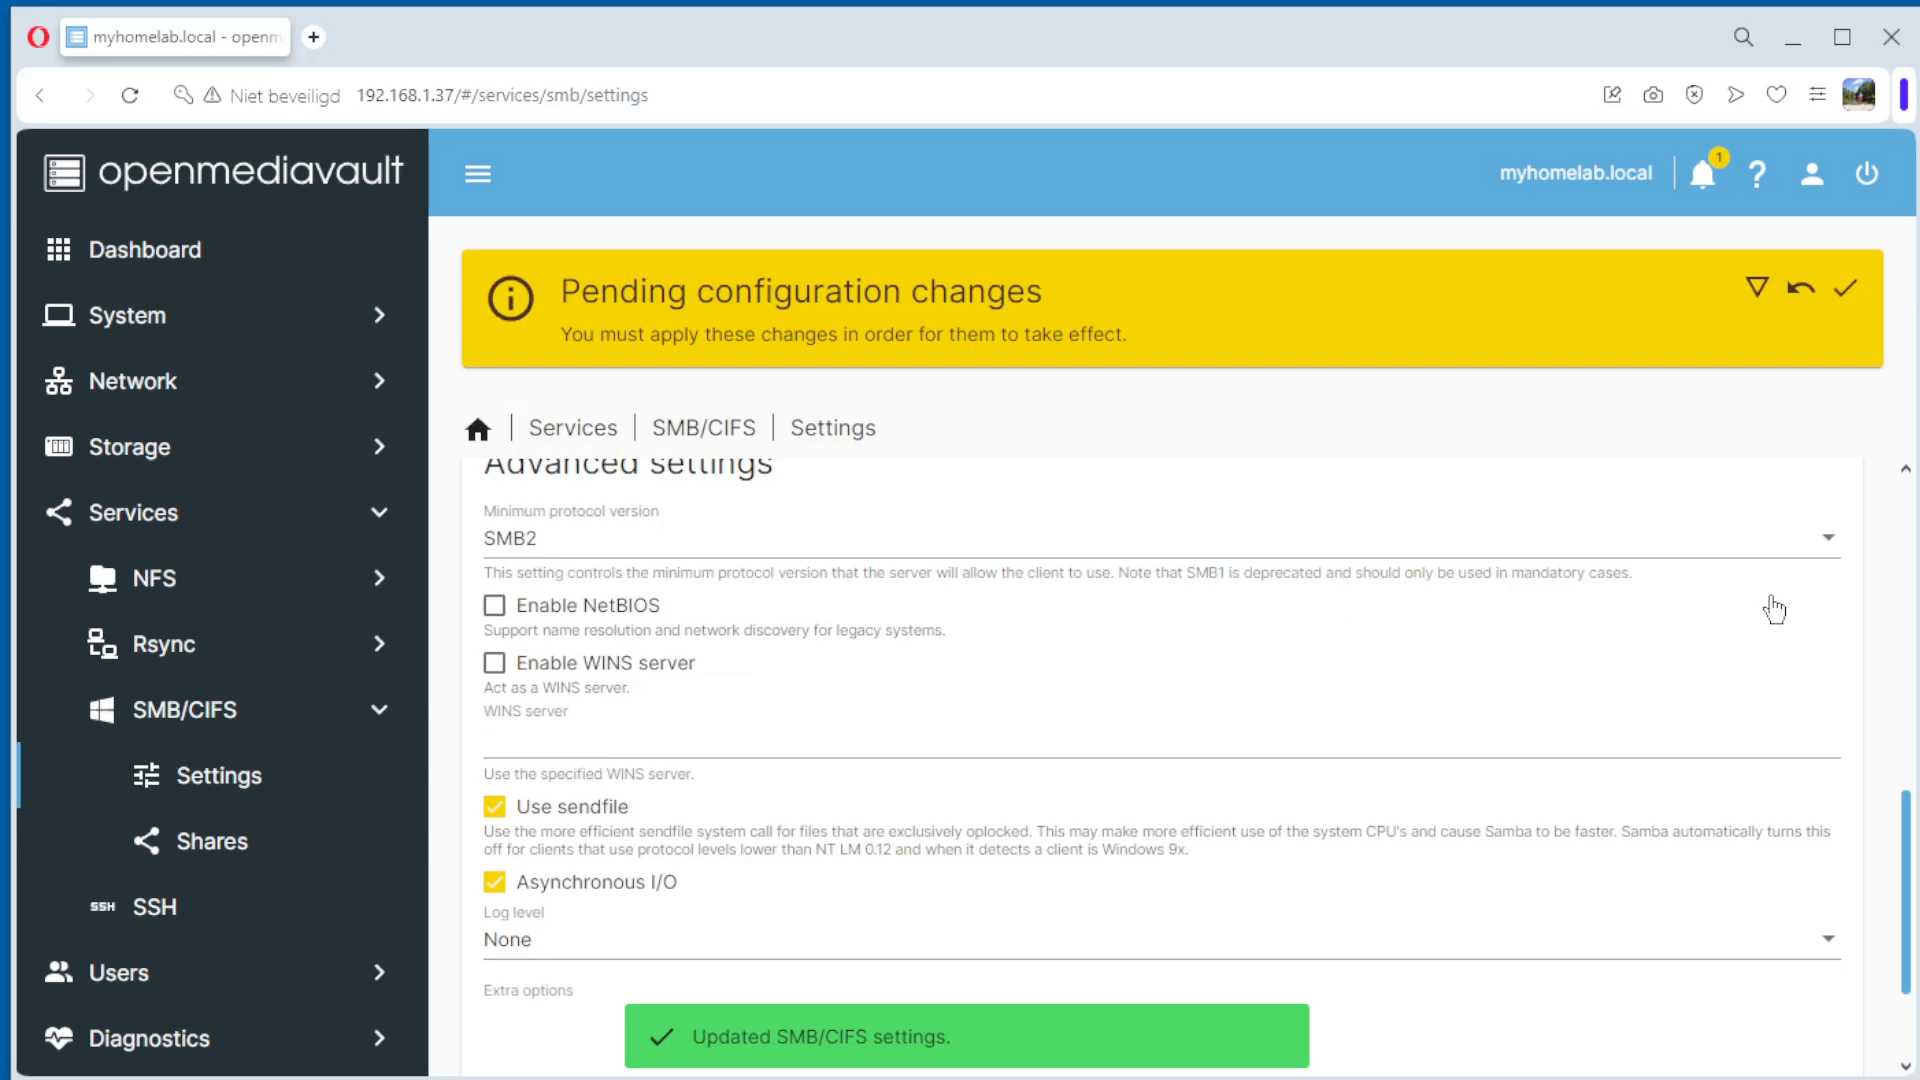 myhomelab.local - openm
Niet beveiligd 192.168.1.37/#/services/smb/settings
openmediavault
myhomelab.local
1
Dashboard
System
Network
Storage
Services
NFS
Rsync
SMB/CIFS
Settings
Shares
SSH SSH
Users
Diagnostics
Pending configuration changes
You must apply these changes in order for them to take effect.
Services | SMB/CIFS | Settings
Advanced settings
Minimum protocol version
SMB2
This setting controls the minimum protocol version that the server will allow the client to use. Note that SMB1 is deprecated and should only be used in mandatory cases.
Enable NetBIOS
Support name resolution and network discovery for legacy systems.
Enable WINS server
Act as a WINS server.
WINS server
Use the specified WINS server.
Use sendfile
Use the more efficient sendfile system call for files that are exclusively oplocked. This may make more efficient use of the system CPU's and cause Samba to be faster. Samba automatically turns this
off for clients that use protocol levels lower than NT LM 0.12 and when it detects a client is Windows 9x.
Asynchronous I/O
Log level
None
Extra options
Updated SMB/CIFS settings.